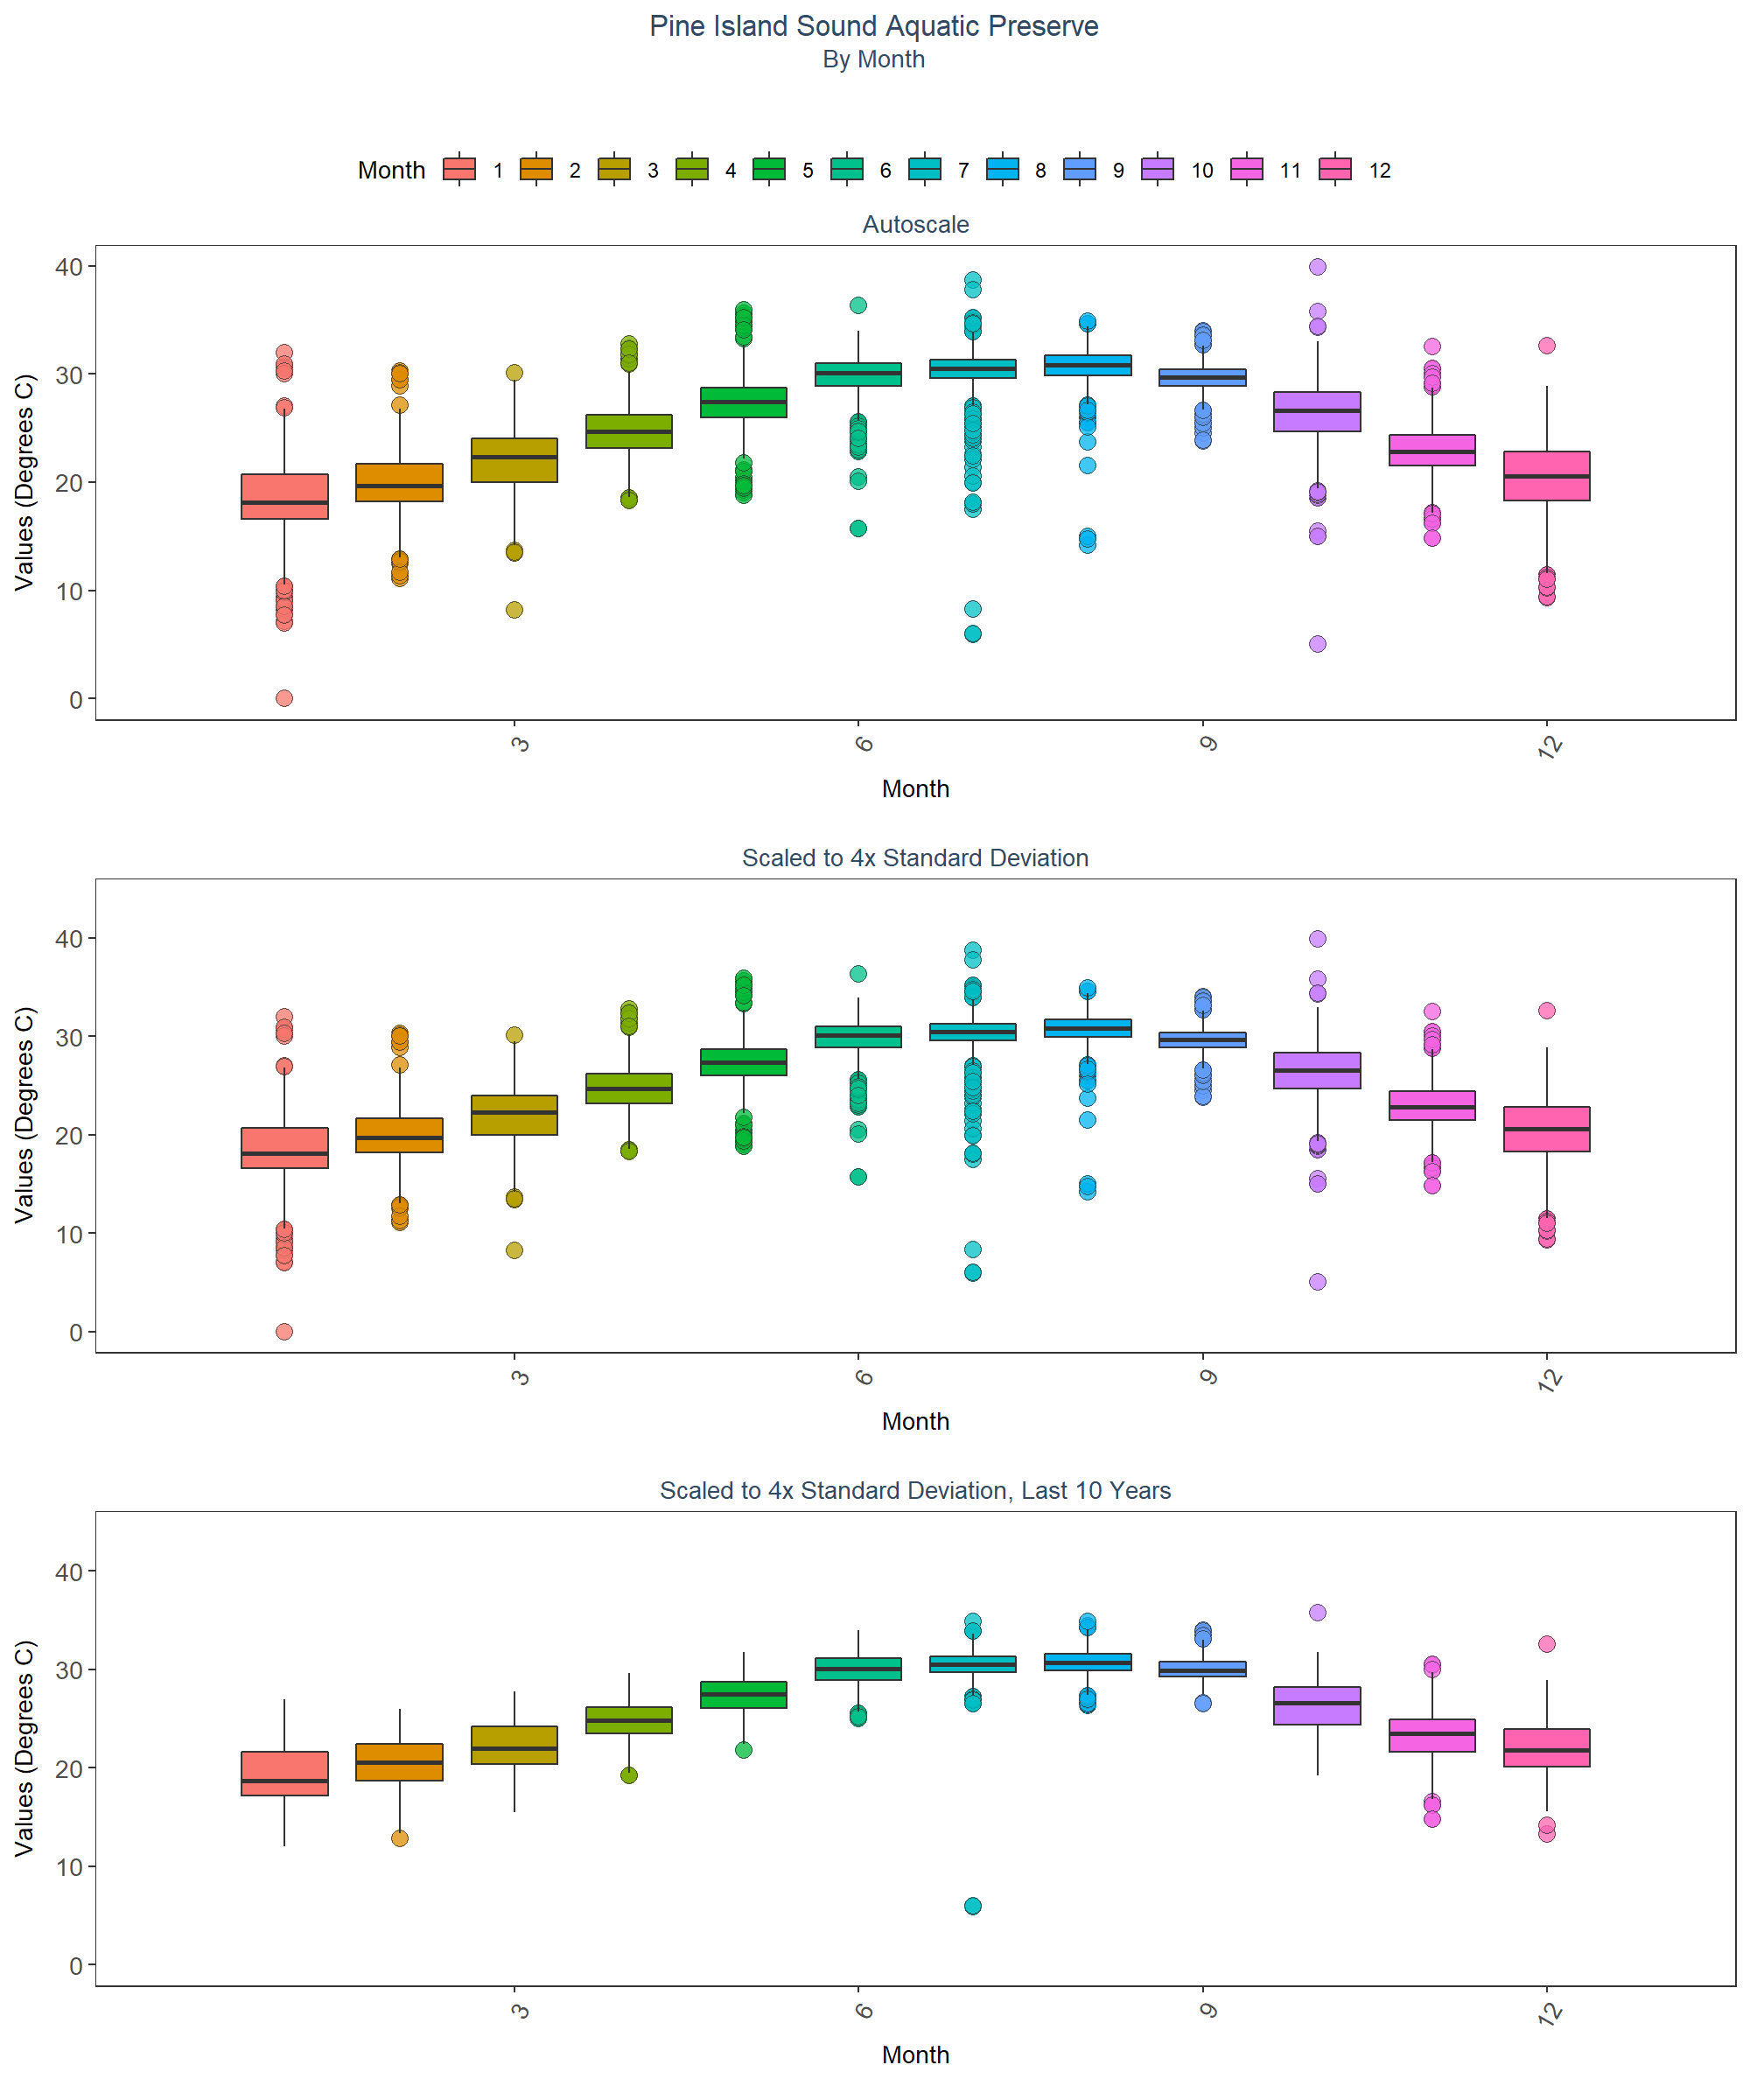 Pine Island Sound Aquatic Preserve
By Month
Month 1 2 3 4 5 6 7 8 9 10 11 12
Autoscale
Values (Degrees C)
40
30
20
10
0
3 6 9 12
Month
Scaled to 4x Standard Deviation
Values (Degrees C)
40
30
20
10
0
3 6 9 12
Month
Scaled to 4x Standard Deviation, Last 10 Years
Values (Degrees C)
40
30
20
10
0
3 6 9 12
Month